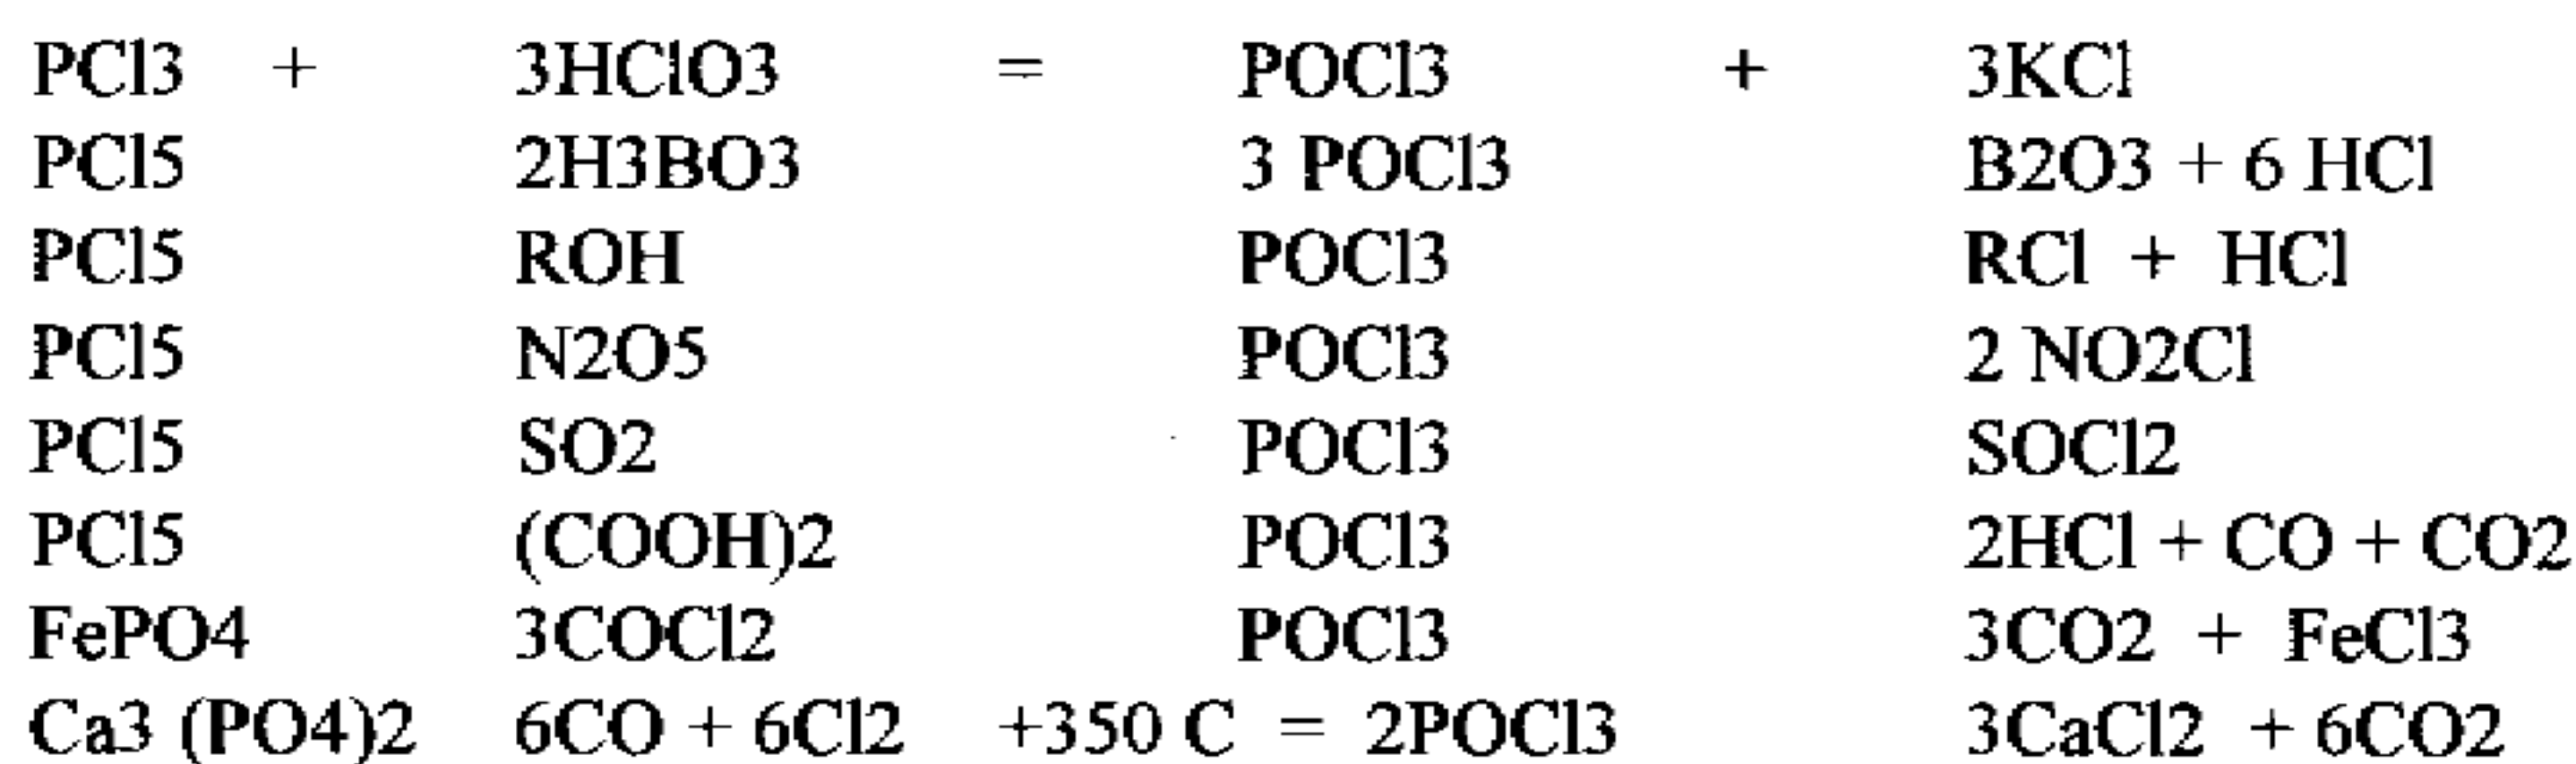 PCl3 + 3HClO3 = POCl3 + 3KCl
PCl5 2H3BO3 3 POCl3 B2O3 + 6 HCl
PCl5 ROH POCl3 RCl + HCl
PCl5 N2O5 POCl3 2 NO2Cl
PCl5 SO2 POCl3 SOCl2
PCl5 (COOH)2 POCl3 2HCl + CO + CO2
FePO4 3COCl2 POCl3 3CO2 + FeCl3
Ca3 (PO4)2 6CO + 6Cl2 +350 C = 2POCl3 3CaCl2 + 6CO2